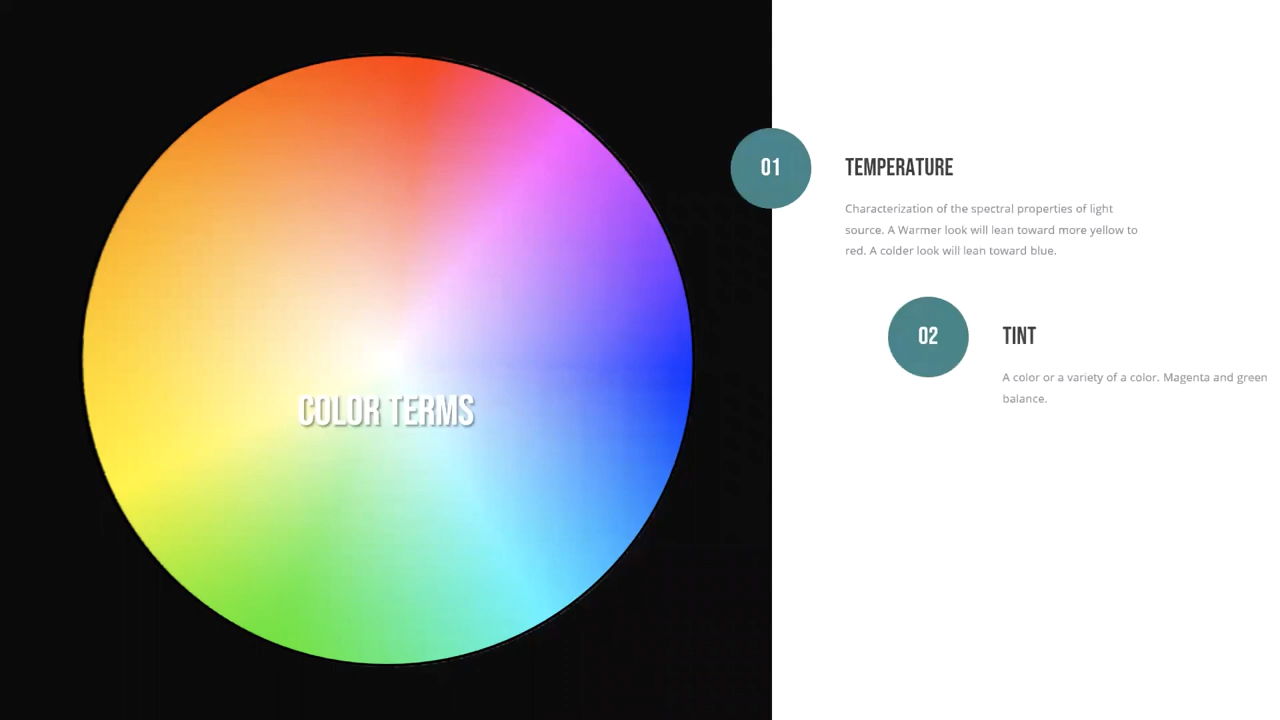 COLOR TERMS
01
TEMPERATURE
Characterization of the spectral properties of light
source. A Warmer look will lean toward more yellow to
red. A colder look will lean toward blue.
02
TINT
A color or a variety of a color. Magenta and green
balance.